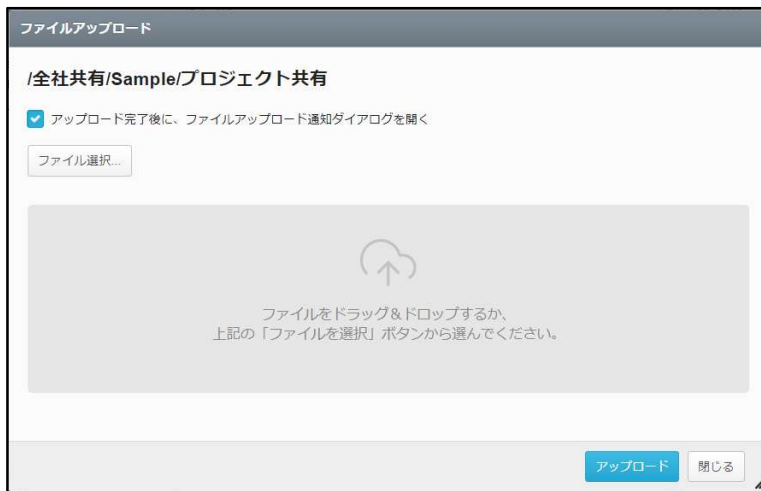 ファイルアップロード
/全社共有/Sample/プロジェクト共有
アップロード完了後に、ファイルアップロード通知ダイアログを開く
ファイル選択...
ファイルをドラッグ＆ドロップするか、
上記の「ファイルを選択」ボタンから選んでください。
アップロード 閉じる